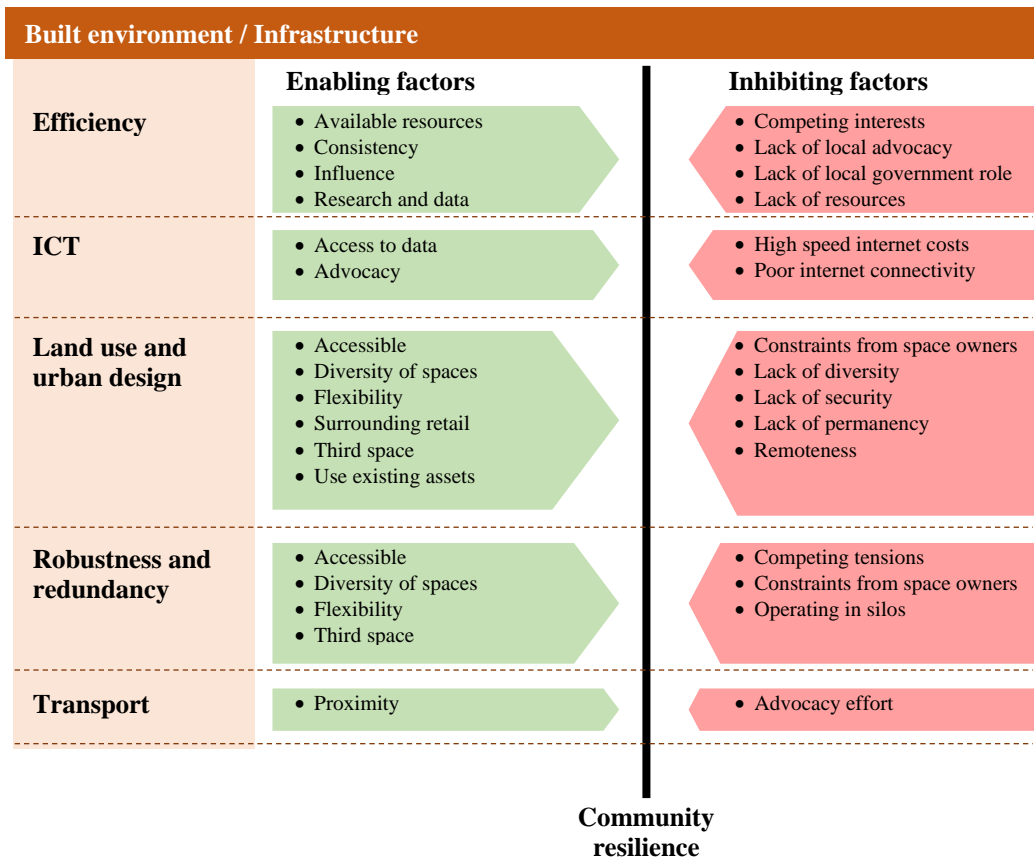 Built environment / Infrastructure
Enabling factors
Inhibiting factors
Efficiency
• Available resources
• Consistency
• Influence
• Research and data
• Competing interests
• Lack of local advocacy
• Lack of local government role
• Lack of resources
ICT
• Access to data
• Advocacy
• High speed internet costs
• Poor internet connectivity
Land use and
urban design
• Accessible
• Diversity of spaces
• Flexibility
• Surrounding retail
• Third space
• Use existing assets
• Constraints from space owners
• Lack of diversity
• Lack of security
• Lack of permanency
• Remoteness
Robustness and
redundancy
• Accessible
• Diversity of spaces
• Flexibility
• Third space
• Competing tensions
• Constraints from space owners
• Operating in silos
Transport
• Proximity
• Advocacy effort
Community
resilience